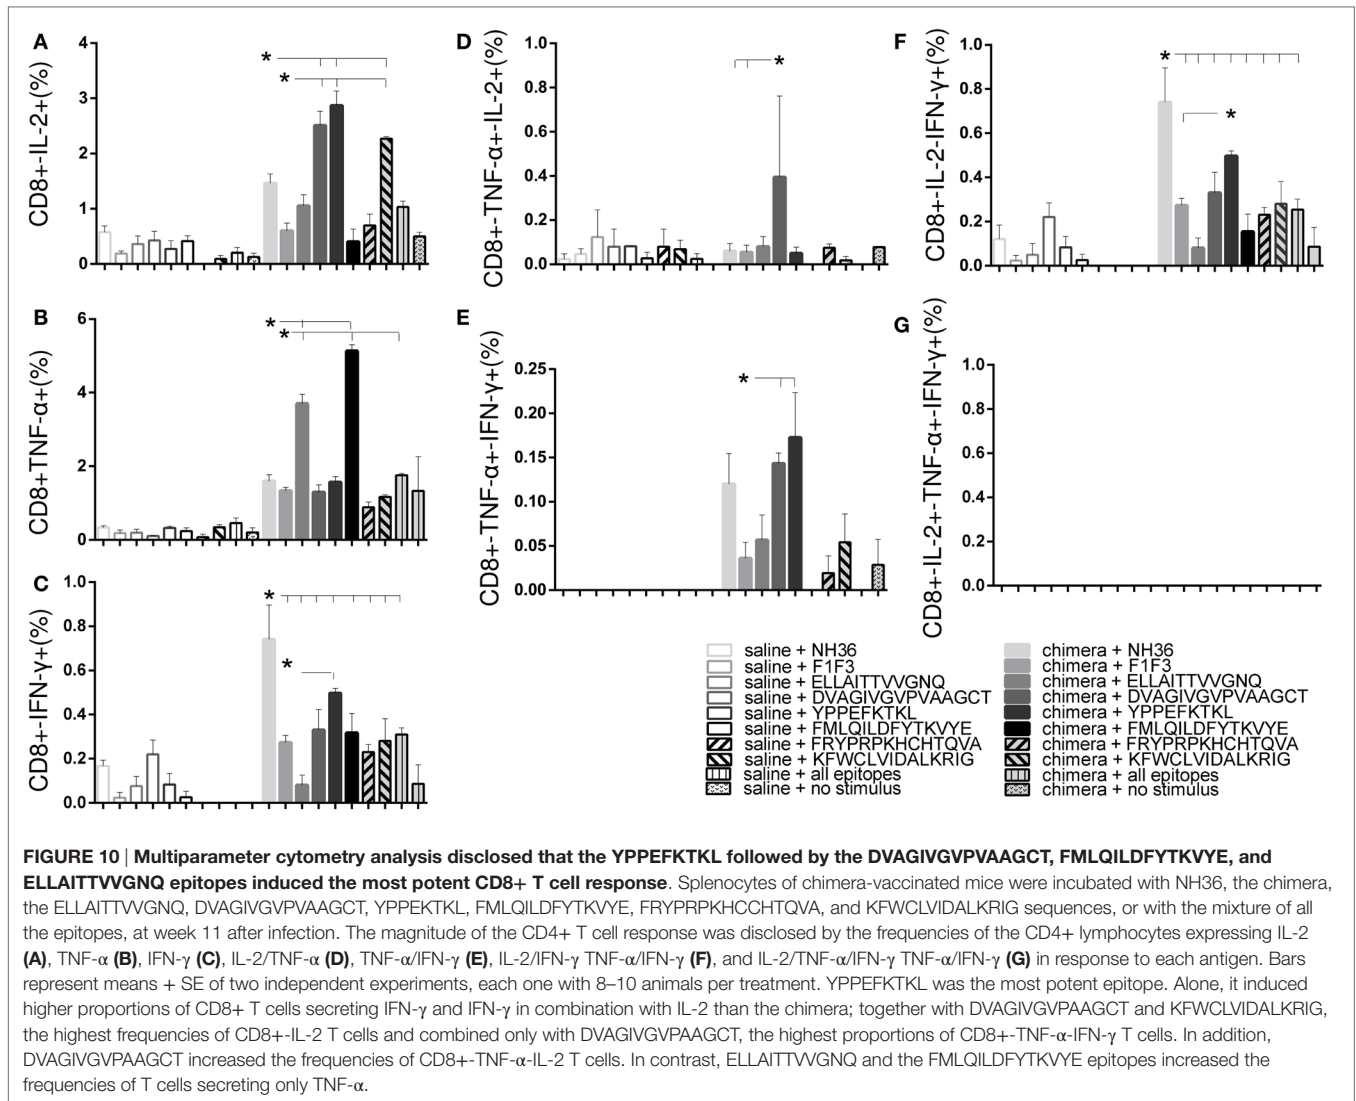 A
CD8+-IL-2+(%)
4
3
2
1
0
*
*
B
CD8+TNF-α+(%)
6
4
2
0
*
*
C
CD8+-IFN-γ+(%)
1.0
0.8
0.6
0.4
0.2
0.0
*
*
D
CD8+-TNF-α+-IL-2+(%)
1.0
0.8
0.6
0.4
0.2
0.0
*
E
CD8+-TNF-α+-IFN-γ+(%)
0.25
0.20
0.15
0.10
0.05
0.00
*
F
CD8+-IL-2-IFN-γ+(%)
1.0
0.8
0.6
0.4
0.2
0.0
*
*
G
CD8+-IL-2+-TNF-α+-IFN-γ+(%)
1.0
0.8
0.6
0.4
0.2
0.0
saline + NH36
saline + F1F3
saline + ELLAITTVVGNQ
saline + DVAGIVGVPVAAGCT
saline + YPPEFKTKL
saline + FMLQILDFYTKVYE
saline + FRYPRPKHCHTQVA
saline + KFWCLVIDALKRIG
saline + all epitopes
saline + no stimulus
chimera + NH36
chimera + F1F3
chimera + ELLAITTVVGNQ
chimera + DVAGIVGVPVAAGCT
chimera + YPPEFKTKL
chimera + FMLQILDFYTKVYE
chimera + FRYPRPKHCHTQVA
chimera + KFWCLVIDALKRIG
chimera + all epitopes
chimera + no stimulus
FIGURE 10 | Multiparameter cytometry analysis disclosed that the YPPEFKTKL followed by the DVAGIVGVPVAAGCT, FMLQILDFYTKVYE, and
ELLAITTVVGNQ epitopes induced the most potent CD8+ T cell response. Splenocytes of chimera-vaccinated mice were incubated with NH36, the chimera,
the ELLAITTVVGNQ, DVAGIVGVPVAAGCT, YPPEKTKL, FMLQILDFYTKVYE, FRYPRPKHCCHTQVA, and KFWCLVIDALKRIG sequences, or with the mixture of all
the epitopes, at week 11 after infection. The magnitude of the CD4+ T cell response was disclosed by the frequencies of the CD4+ lymphocytes expressing IL-2
(A), TNF-α (B), IFN-γ (C), IL-2/TNF-α (D), TNF-α/IFN-γ (E), IL-2/IFN-γ TNF-α/IFN-γ (F), and IL-2/TNF-α/IFN-γ TNF-α/IFN-γ (G) in response to each antigen. Bars
represent means + SE of two independent experiments, each one with 8–10 animals per treatment. YPPEFKTKL was the most potent epitope. Alone, it induced
higher proportions of CD8+ T cells secreting IFN-γ and IFN-γ in combination with IL-2 than the chimera; together with DVAGIVGVPAAGCT and KFWCLVIDALKRIG,
the highest frequencies of CD8+-IL-2 T cells and combined only with DVAGIVGVPAAGCT, the highest proportions of CD8+-TNF-α-IFN-γ T cells. In addition,
DVAGIVGVPAAGCT increased the frequencies of CD8+-TNF-α-IL-2 T cells. In contrast, ELLAITTVVGNQ and the FMLQILDFYTKVYE epitopes increased the
frequencies of T cells secreting only TNF-α.